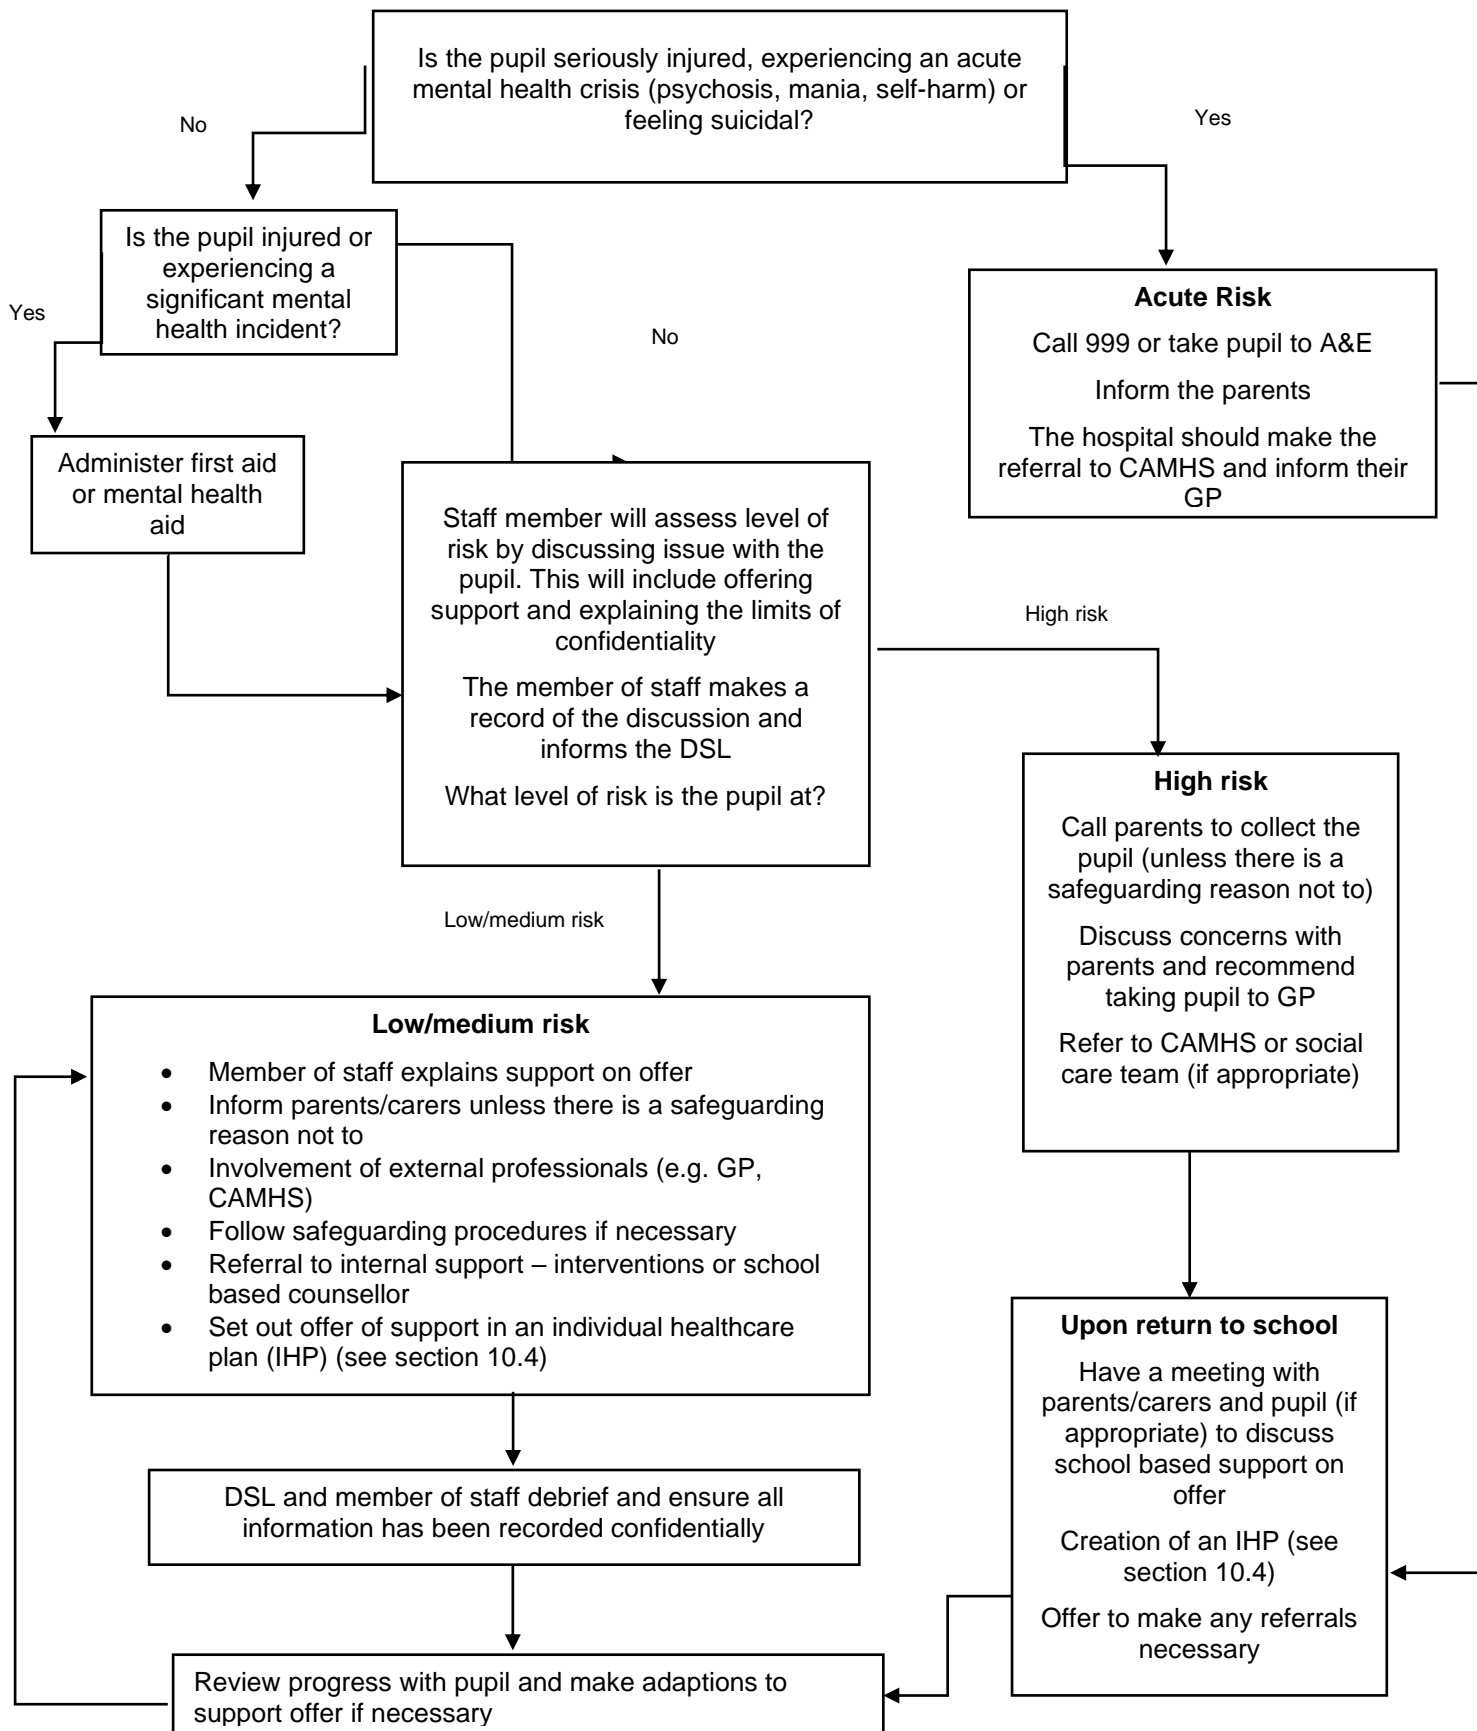 Is the pupil seriously injured, experiencing an acute
mental health crisis (psychosis, mania, self-harm) or
feeling suicidal?
No
Yes
Is the pupil injured or
experiencing a
significant mental
health incident?
Yes
No
Acute Risk
Call 999 or take pupil to A&E
Inform the parents
The hospital should make the
referral to CAMHS and inform their
GP
Administer first aid
or mental health
aid
Staff member will assess level of
risk by discussing issue with the
pupil. This will include offering
support and explaining the limits of
confidentiality
The member of staff makes a
record of the discussion and
informs the DSL
What level of risk is the pupil at?
High risk
High risk
Call parents to collect the
pupil (unless there is a
safeguarding reason not to)
Discuss concerns with
parents and recommend
taking pupil to GP
Refer to CAMHS or social
care team (if appropriate)
Low/medium risk
Low/medium risk
• Member of staff explains support on offer
• Inform parents/carers unless there is a safeguarding
reason not to
• Involvement of external professionals (e.g. GP,
CAMHS)
• Follow safeguarding procedures if necessary
• Referral to internal support – interventions or school
based counsellor
• Set out offer of support in an individual healthcare
plan (IHP) (see section 10.4)
Upon return to school
Have a meeting with
parents/carers and pupil (if
appropriate) to discuss
school based support on
offer
Creation of an IHP (see
section 10.4)
Offer to make any referrals
necessary
DSL and member of staff debrief and ensure all
information has been recorded confidentially
Review progress with pupil and make adaptions to
support offer if necessary